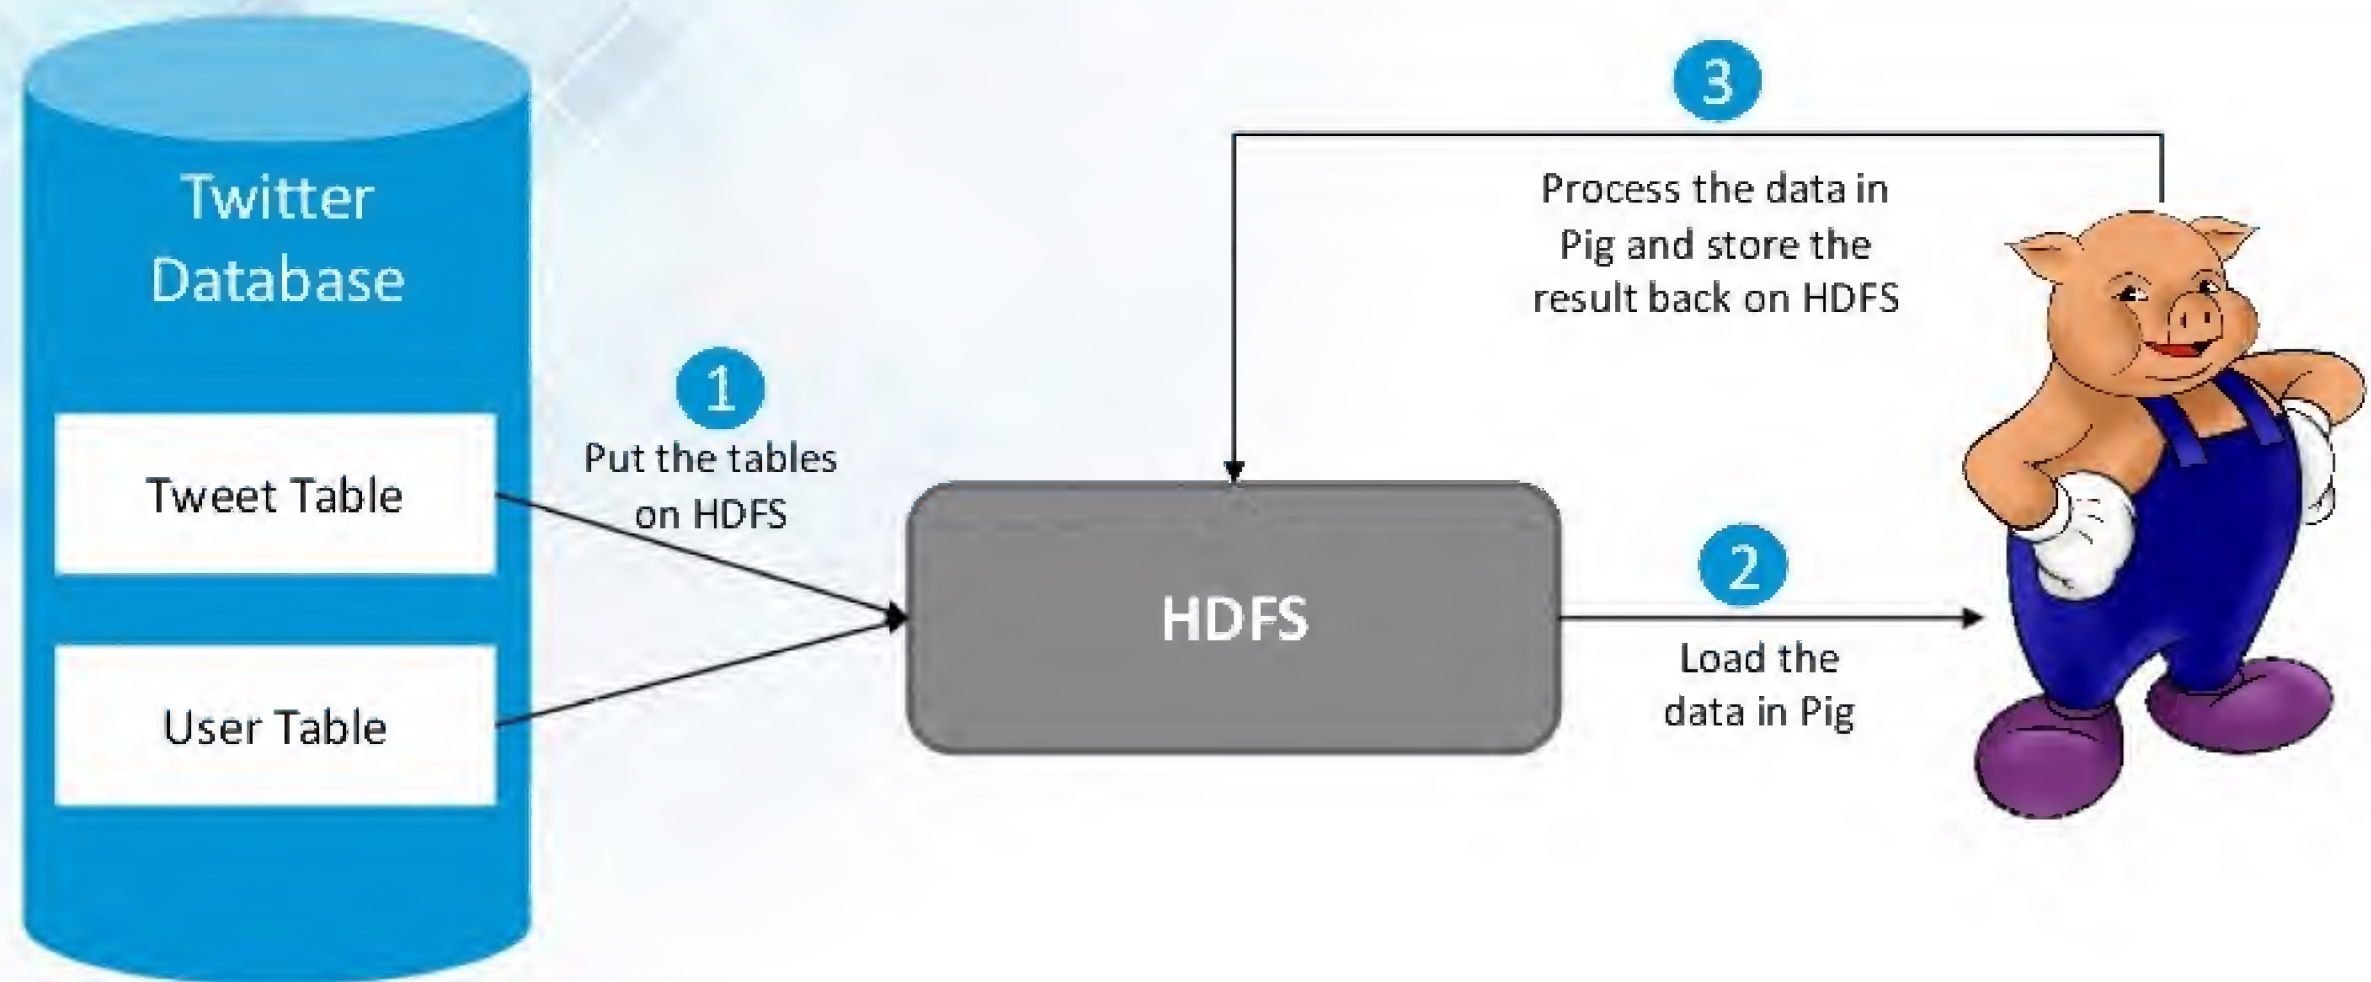 Twitter
Database
Tweet Table
User Table
1
Put the tables
on HDFS
HDFS
2
Load the
data in Pig
3
Process the data in
Pig and store the
result back on HDFS